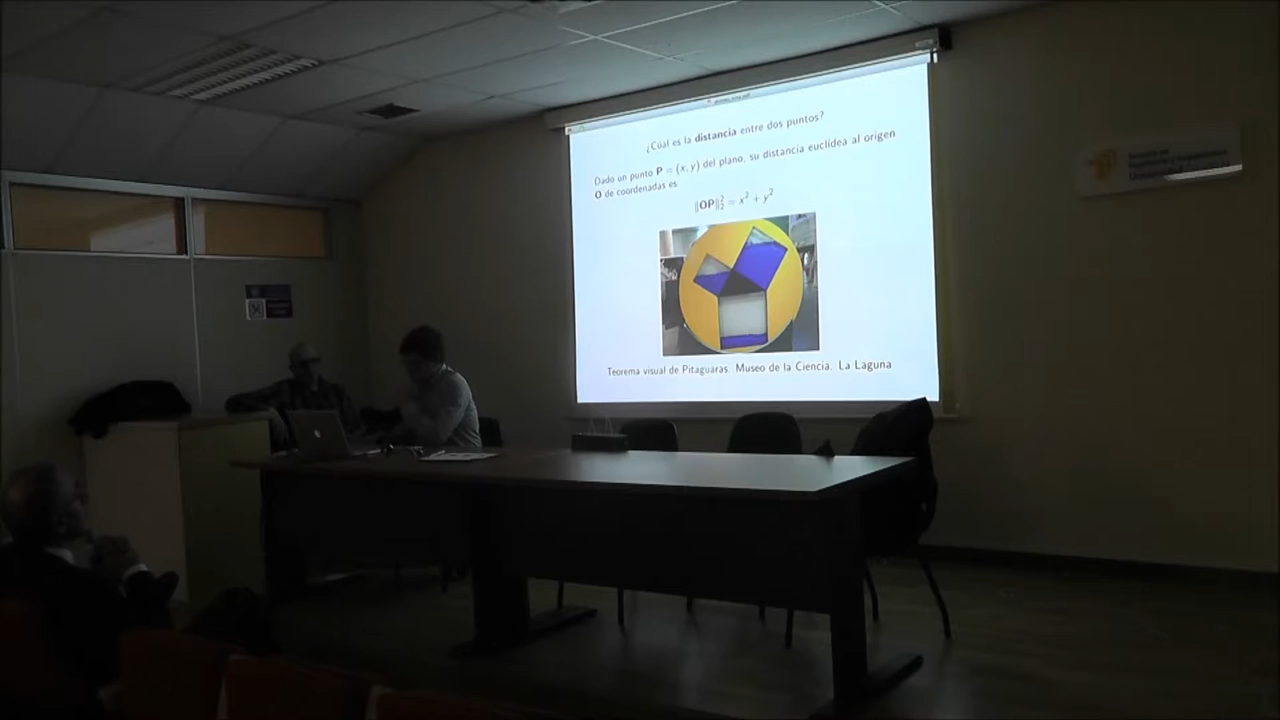 ¿Cúal es la distancia entre dos puntos?
Dado un punto P = (x, y) del plano, su distancia euclídea al origen
O de coordenadas es
‖OP‖₂² = x² + y²
Teorema visual de Pitaguaras. Museo de la Ciencia. La Laguna